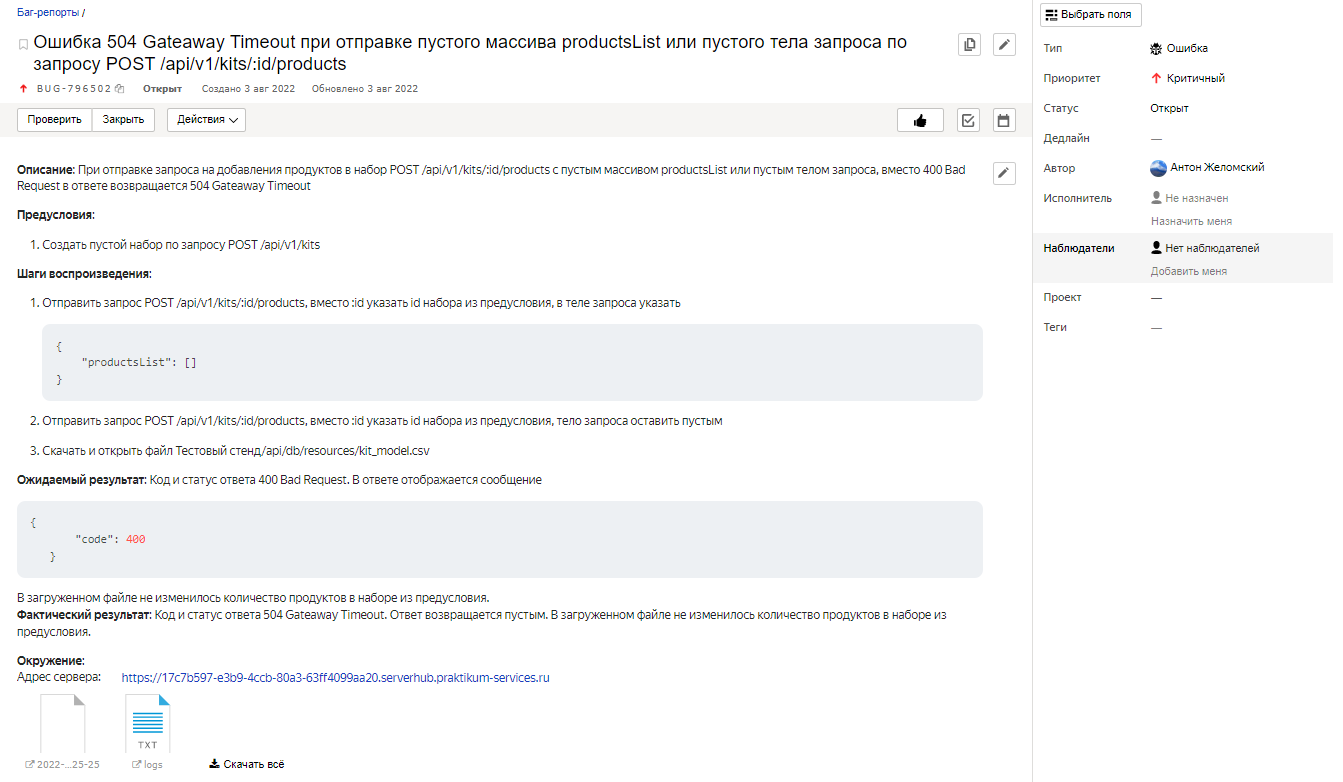 Баг-репорты /
Ошибка 504 Gateaway Timeout при отправке пустого массива productsList или пустого тела запроса по
запросу POST /api/v1/kits/:id/products
BUG-796502 Открыт Создано 3 авг 2022 Обновлено 3 авг 2022
Проверить Закрыть Действия
Описание: При отправке запроса на добавления продуктов в набор POST /api/v1/kits/:id/products с пустым массивом productsList или пустым телом запроса, вместо 400 Bad
Request в ответе возвращается 504 Gateaway Timeout
Предусловия:
1. Создать пустой набор по запросу POST /api/v1/kits
Шаги воспроизведения:
1. Отправить запрос POST /api/v1/kits/:id/products, вместо :id указать id набора из предусловия, в теле запроса указать
{
"productsList": []
}
2. Отправить запрос POST /api/v1/kits/:id/products, вместо :id указать id набора из предусловия, тело запроса оставить пустым
3. Скачать и открыть файл Тестовый стенд/api/db/resources/kit_model.csv
Ожидаемый результат: Код и статус ответа 400 Bad Request. В ответе отображается сообщение
{
"code": 400
}
В загруженном файле не изменилось количество продуктов в наборе из предусловия.
Фактический результат: Код и статус ответа 504 Gateaway Timeout. Ответ возвращается пустым. В загруженном файле не изменилось количество продуктов в наборе из
предусловия.
Окружение:
Адрес сервера: https://17c7b597-e3b9-4ccb-80a3-63ff4099aa20.serverhub.praktikum-services.ru
TXT
2022-...25-25 logs Скачать всё
Выбрать поля
Тип Ошибка
Приоритет Критичный
Статус Открыт
Дедлайн —
Автор Антон Желомский
Исполнитель Не назначен
Назначить меня
Наблюдатели Нет наблюдателей
Добавить меня
Проект —
Теги —